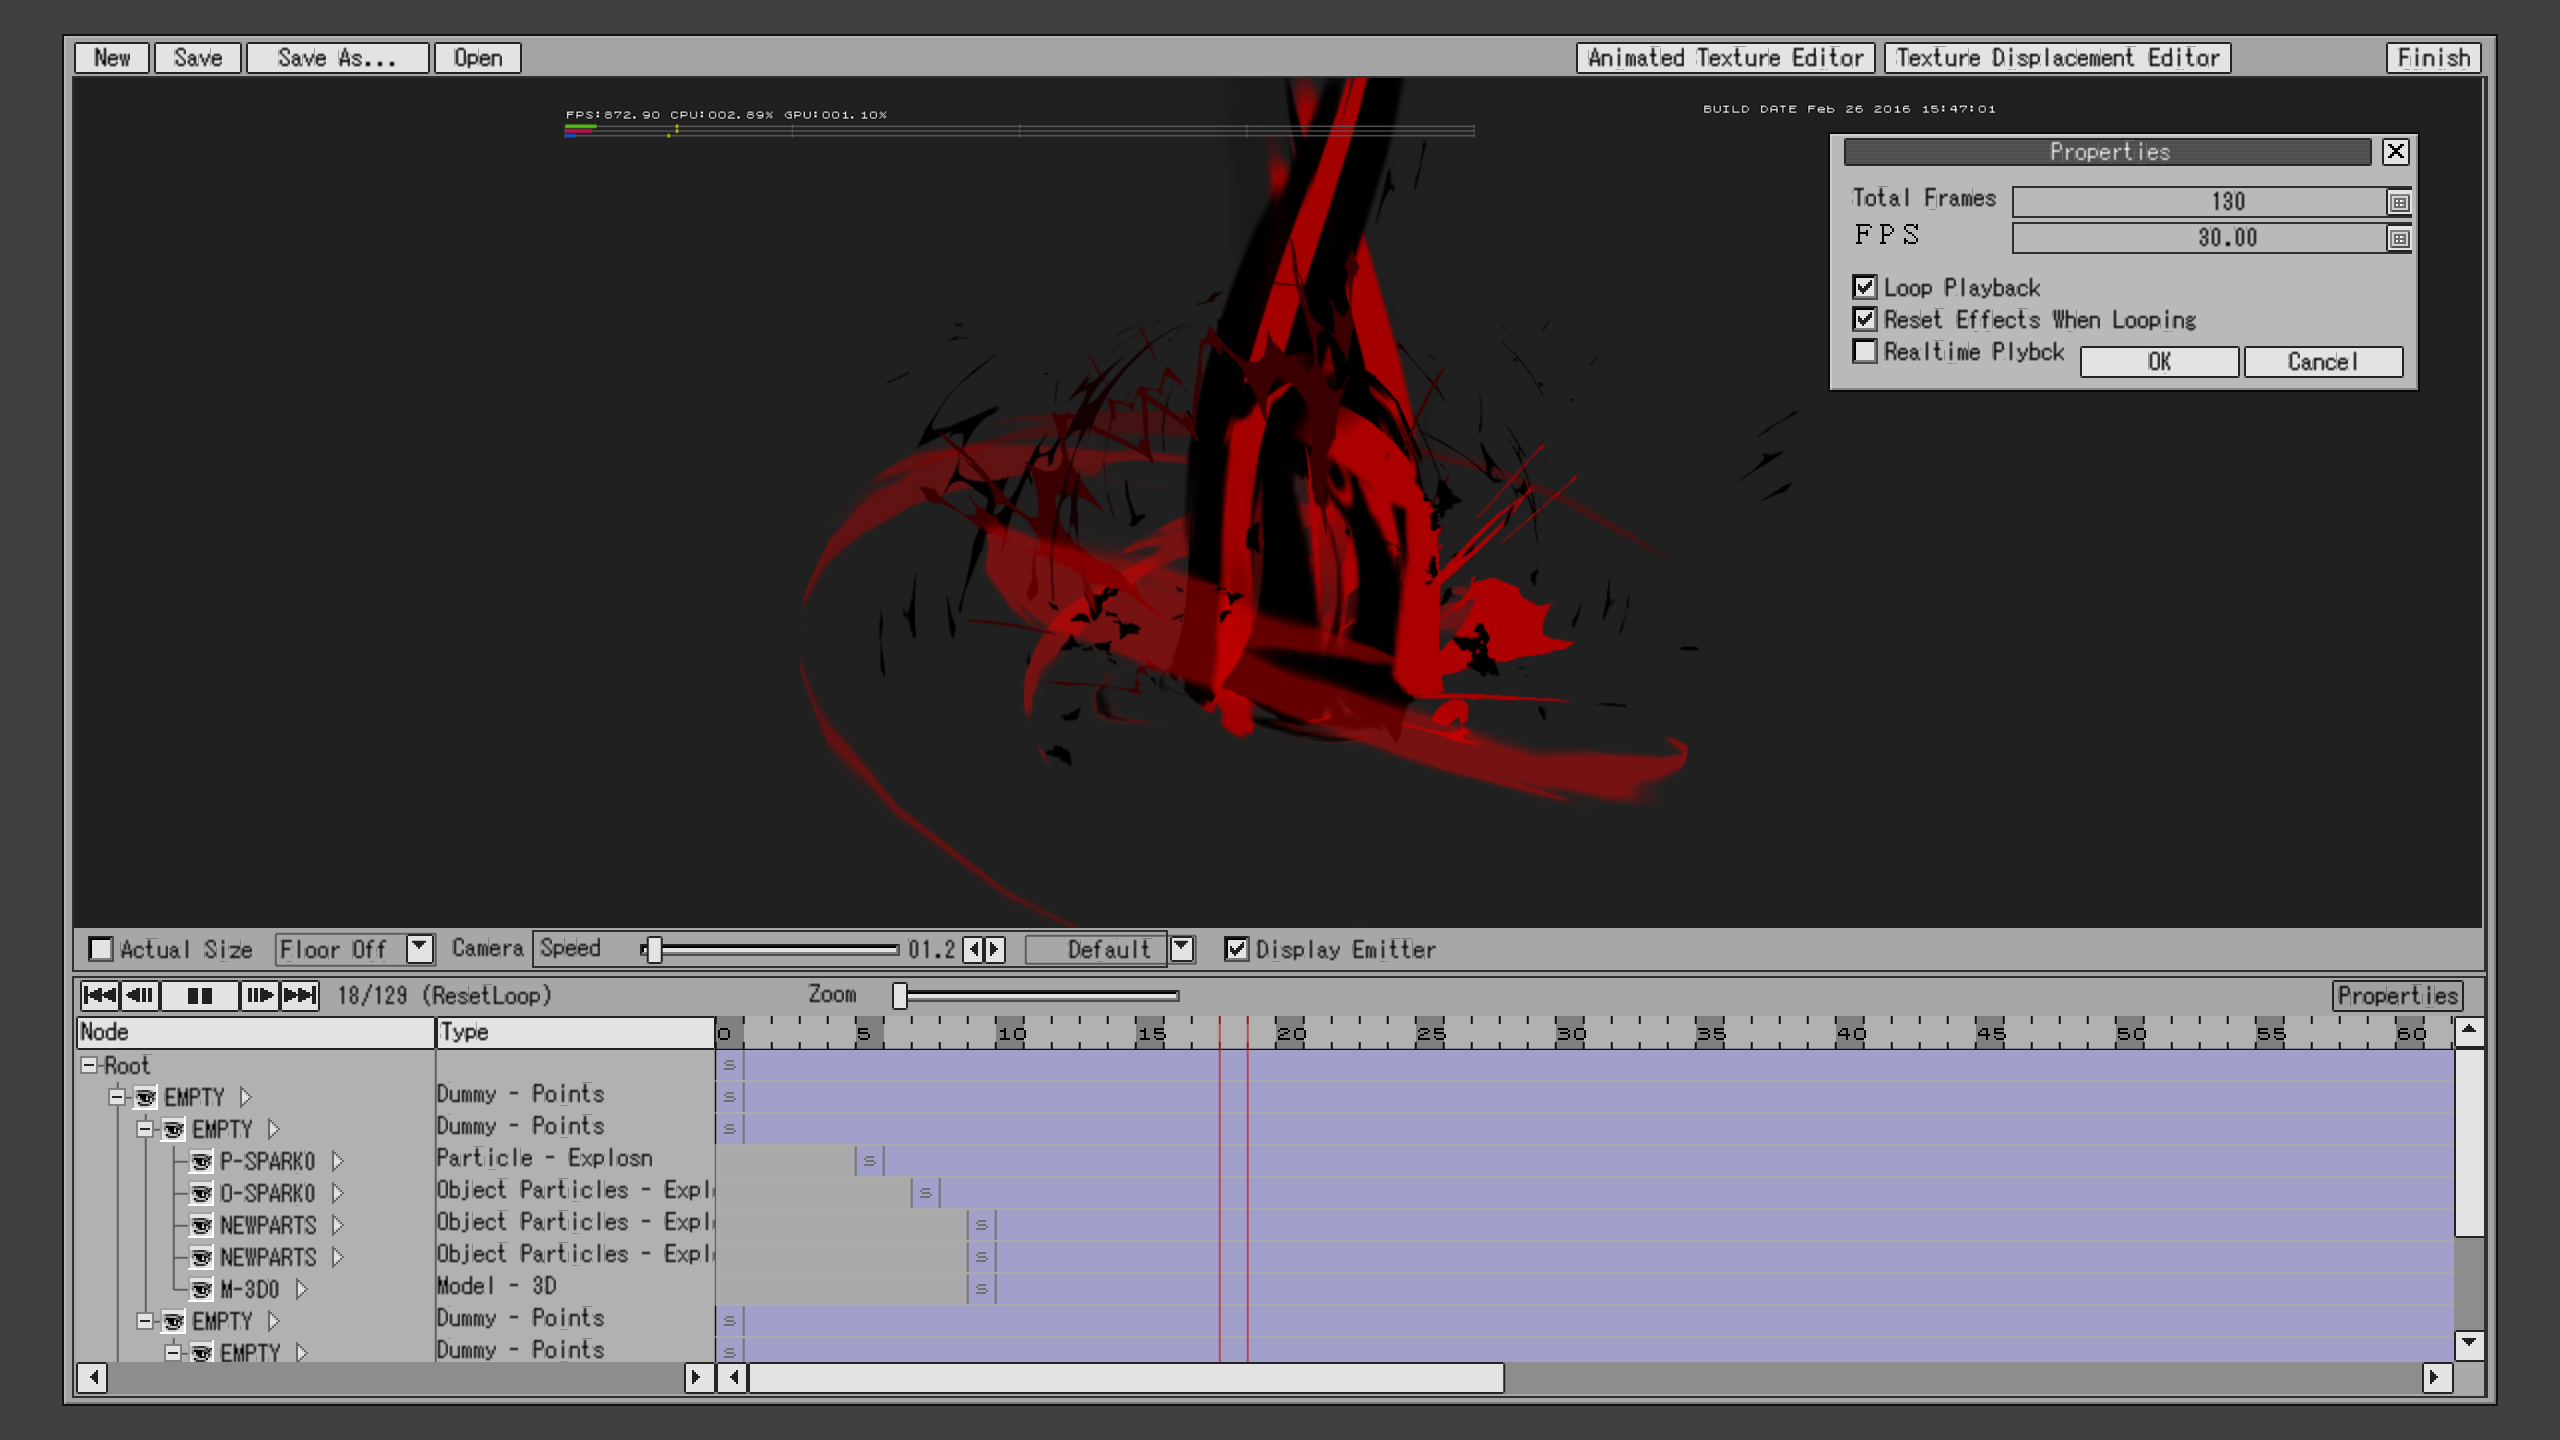 New Save Save As... Open Animated Texture Editor Texture Displacement Editor Finish
FPS:872.90 CPU:002.89% GPU:001.10%
BUILD DATE Feb 26 2016 15:47:01
Properties
Total Frames 130
FPS 30.00
Loop Playback
Reset Effects When Looping
Realtime Plybck OK Cancel
Actual Size Floor Off Camera Speed 01.2 Default Display Emitter
18/129 (ResetLoop) Zoom Properties
Node Type 0 5 10 15 20 25 30 35 40 45 50 55 60
Root S
EMPTY Dummy - Points S
EMPTY Dummy - Points S
P-SPARK0 Particle - Explosn S
O-SPARK0 Object Particles - Expl S
NEWPARTS Object Particles - Expl S
NEWPARTS Object Particles - Expl S
M-3D0 Model - 3D S
EMPTY Dummy - Points S
EMPTY Dummy - Points S